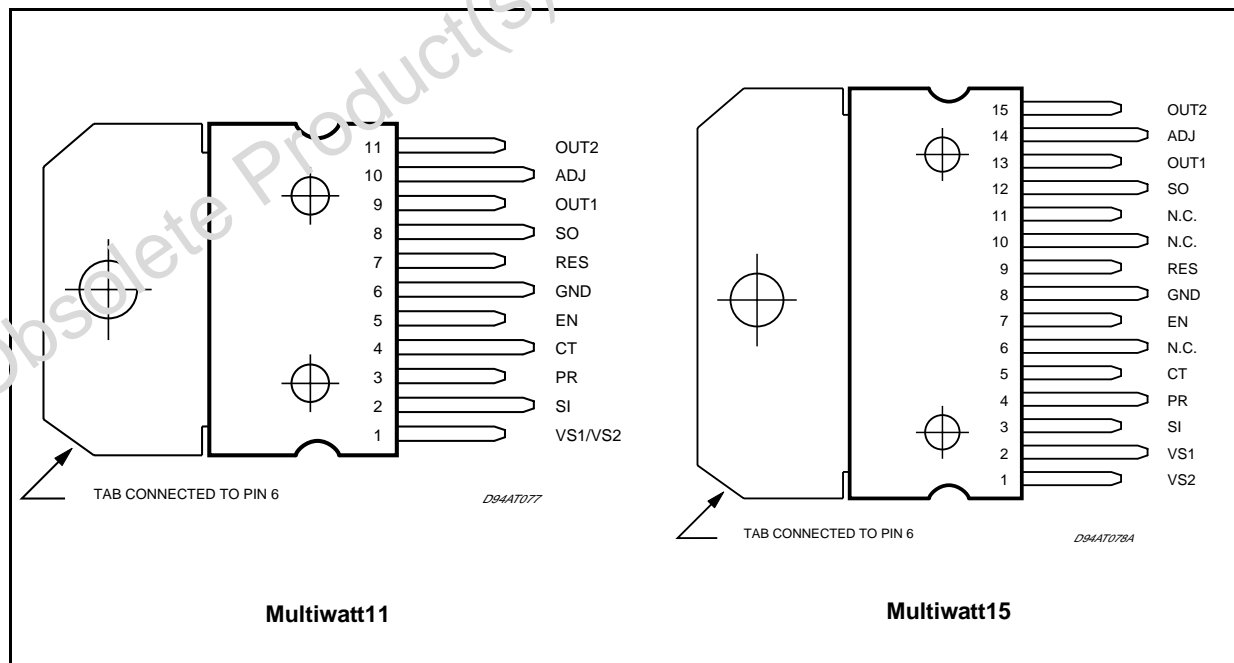 Obsolete Product(s)
11 OUT2
10 ADJ
9 OUT1
8 SO
7 RES
6 GND
5 EN
4 CT
3 PR
2 SI
1 VS1/VS2
TAB CONNECTED TO PIN 6
D94AT077
Multiwatt11
15 OUT2
14 ADJ
13 OUT1
12 SO
11 N.C.
10 N.C.
9 RES
8 GND
7 EN
6 N.C.
5 CT
4 PR
3 SI
2 VS1
1 VS2
TAB CONNECTED TO PIN 6
D94AT078A
Multiwatt15